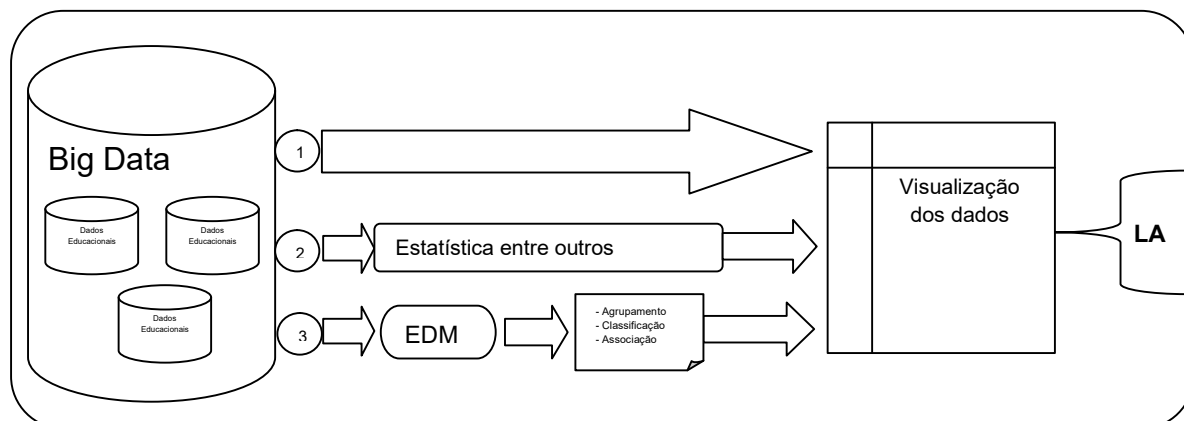 Big Data
Dados
Educacionais
Dados
Educacionais
Dados
Educacionais
1
2
Estatística entre outros
3
EDM
- Agrupamento
- Classificação
- Associação
Visualização
dos dados
LA